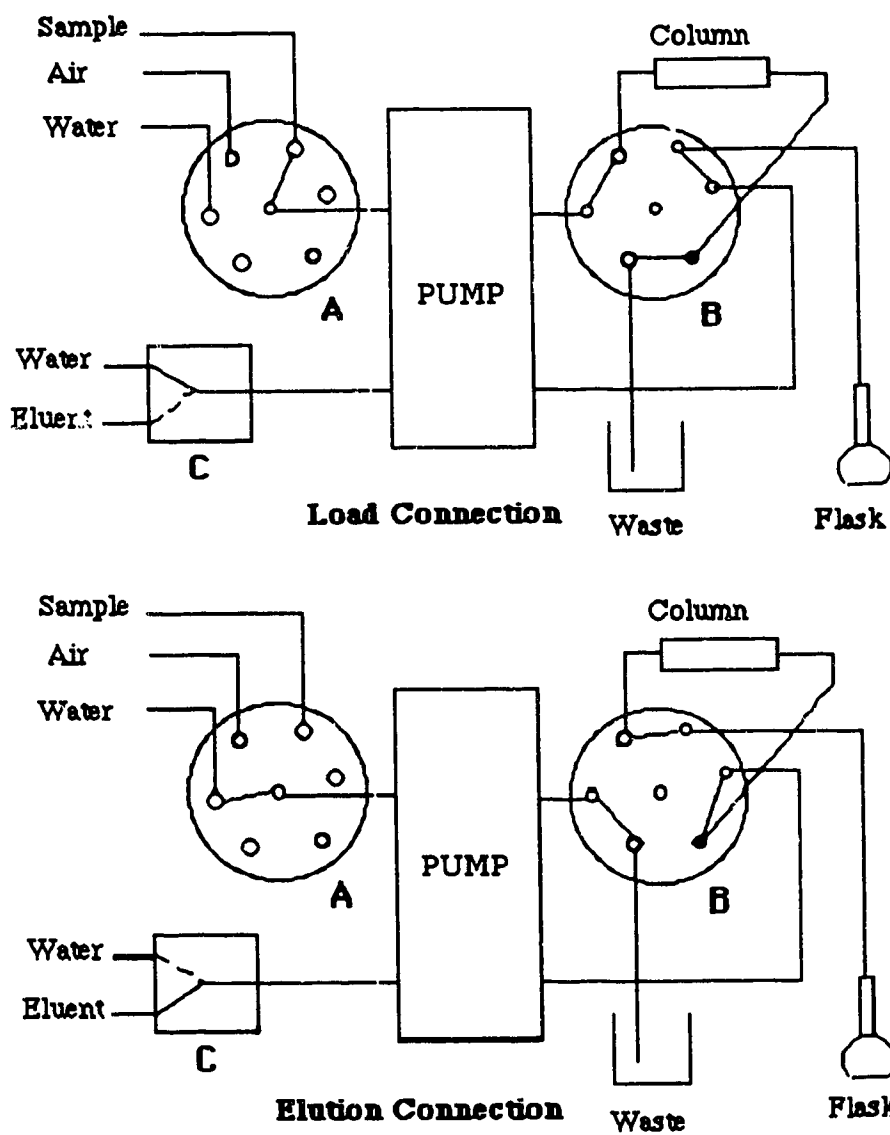 Sample
Air
Water
Column
PUMP
A
B
Water
Eluent
C
Load Connection
Waste
Flask
Sample
Air
Water
Column
PUMP
A
B
Water
Eluent
C
Elution Connection
Waste
Flask